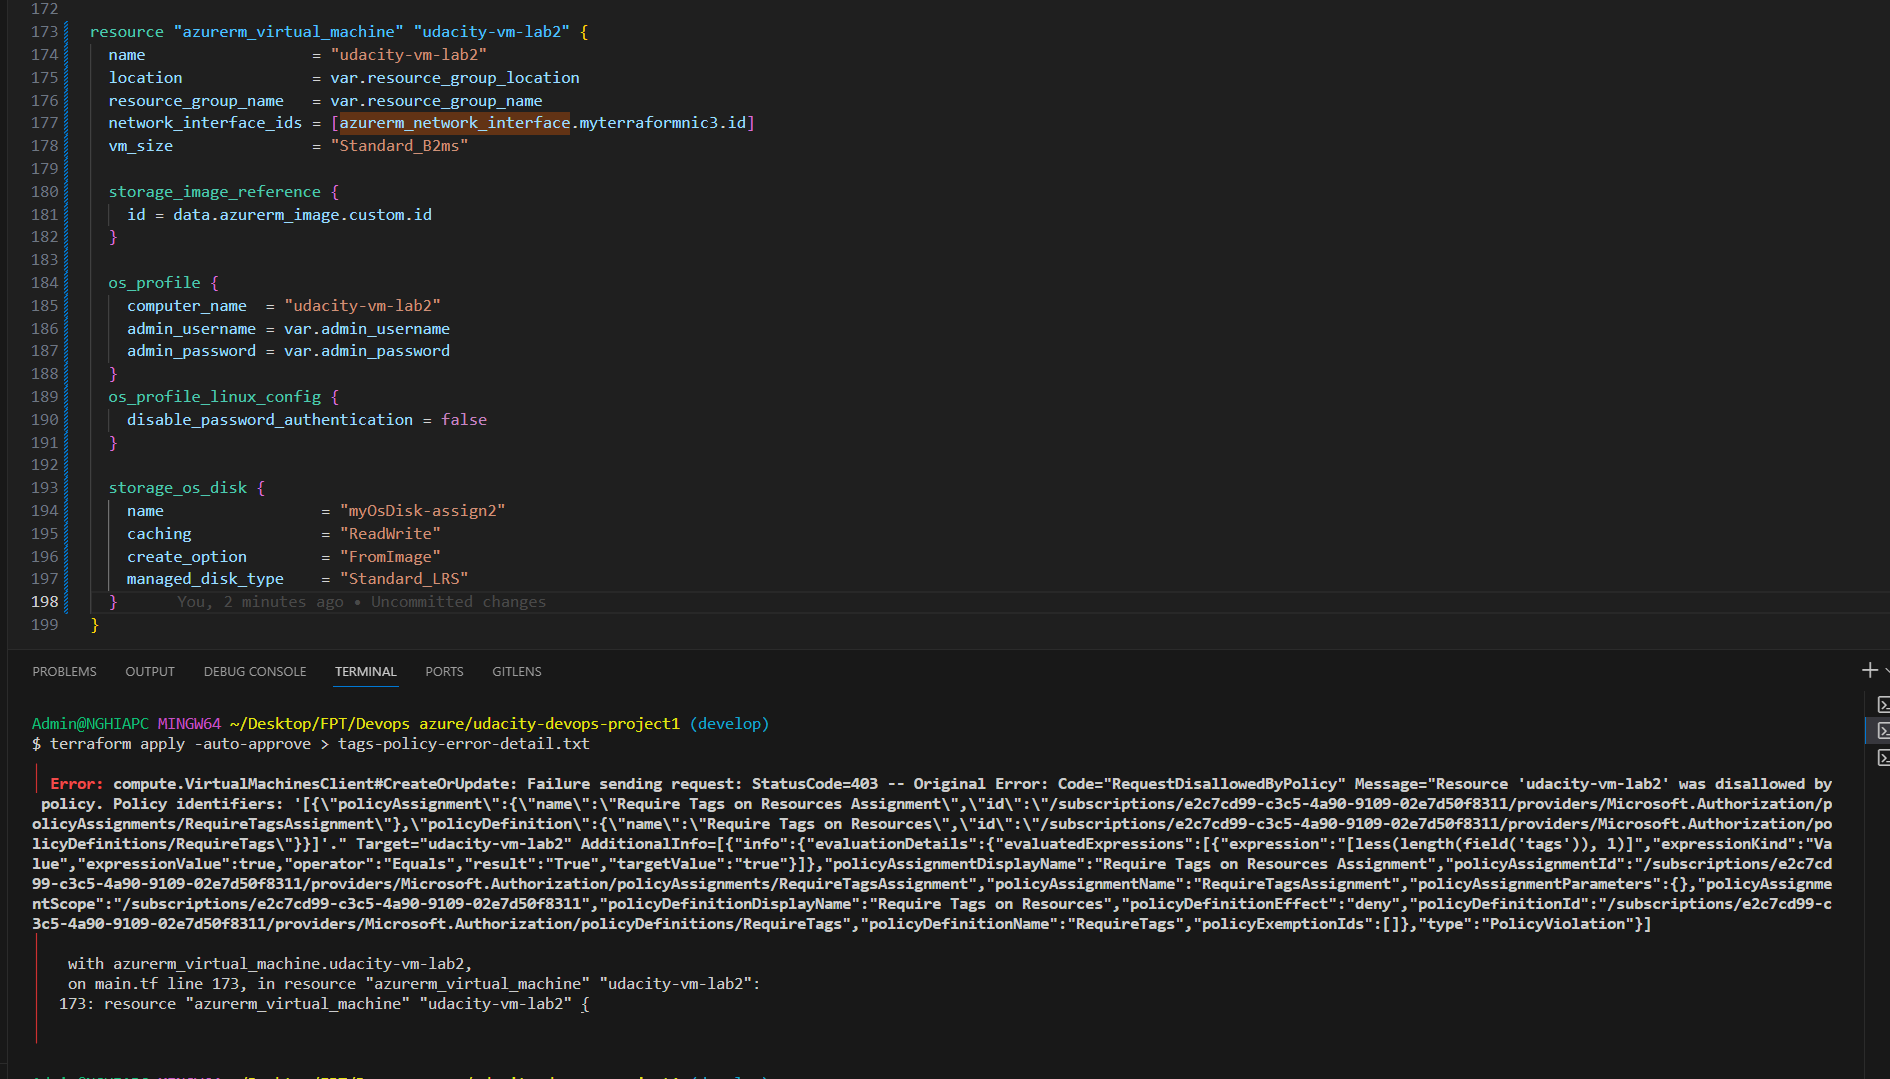 172
173 resource "azurerm_virtual_machine" "udacity-vm-lab2" {
174 name = "udacity-vm-lab2"
175 location = var.resource_group_location
176 resource_group_name = var.resource_group_name
177 network_interface_ids = [azurerm_network_interface.myterraformnic3.id]
178 vm_size = "Standard_B2ms"
179
180 storage_image_reference {
181 id = data.azurerm_image.custom.id
182 }
183
184 os_profile {
185 computer_name = "udacity-vm-lab2"
186 admin_username = var.admin_username
187 admin_password = var.admin_password
188 }
189 os_profile_linux_config {
190 disable_password_authentication = false
191 }
192
193 storage_os_disk {
194 name = "myOsDisk-assign2"
195 caching = "ReadWrite"
196 create_option = "FromImage"
197 managed_disk_type = "Standard_LRS"
198 } You, 2 minutes ago • Uncommitted changes
199 }
PROBLEMS OUTPUT DEBUG CONSOLE TERMINAL PORTS GITLENS
Admin@NGHIAPC MINGW64 ~/Desktop/FPT/Devops azure/udacity-devops-project1 (develop)
$ terraform apply -auto-approve > tags-policy-error-detail.txt
Error: compute.VirtualMachinesClient#CreateOrUpdate: Failure sending request: StatusCode=403 -- Original Error: Code="RequestDisallowedByPolicy" Message="Resource 'udacity-vm-lab2' was disallowed by
policy. Policy identifiers: '[{\"policyAssignment\":{\"name\":\"Require Tags on Resources Assignment\",\"id\":\"/subscriptions/e2c7cd99-c3c5-4a90-9109-02e7d50f8311/providers/Microsoft.Authorization/p
olicyAssignments/RequireTagsAssignment\"},\"policyDefinition\":{\"name\":\"Require Tags on Resources\",\"id\":\"/subscriptions/e2c7cd99-c3c5-4a90-9109-02e7d50f8311/providers/Microsoft.Authorization/po
licyDefinitions/RequireTags\"}}]'." Target="udacity-vm-lab2" AdditionalInfo=[{"info":{"evaluationDetails":{"evaluatedExpressions":[{"expression":"[less(length(field('tags')), 1)]","expressionKind":"Va
lue","expressionValue":true,"operator":"Equals","result":"True","targetValue":"true"}]},"policyAssignmentDisplayName":"Require Tags on Resources Assignment","policyAssignmentId":"/subscriptions/e2c7cd
99-c3c5-4a90-9109-02e7d50f8311/providers/Microsoft.Authorization/policyAssignments/RequireTagsAssignment","policyAssignmentName":"RequireTagsAssignment","policyAssignmentParameters":{},"policyAssignme
ntScope":"/subscriptions/e2c7cd99-c3c5-4a90-9109-02e7d50f8311","policyDefinitionDisplayName":"Require Tags on Resources","policyDefinitionEffect":"deny","policyDefinitionId":"/subscriptions/e2c7cd99-c
3c5-4a90-9109-02e7d50f8311/providers/Microsoft.Authorization/policyDefinitions/RequireTags","policyDefinitionName":"RequireTags","policyExemptionIds":[]},"type":"PolicyViolation"}]
with azurerm_virtual_machine.udacity-vm-lab2,
on main.tf line 173, in resource "azurerm_virtual_machine" "udacity-vm-lab2":
173: resource "azurerm_virtual_machine" "udacity-vm-lab2" {